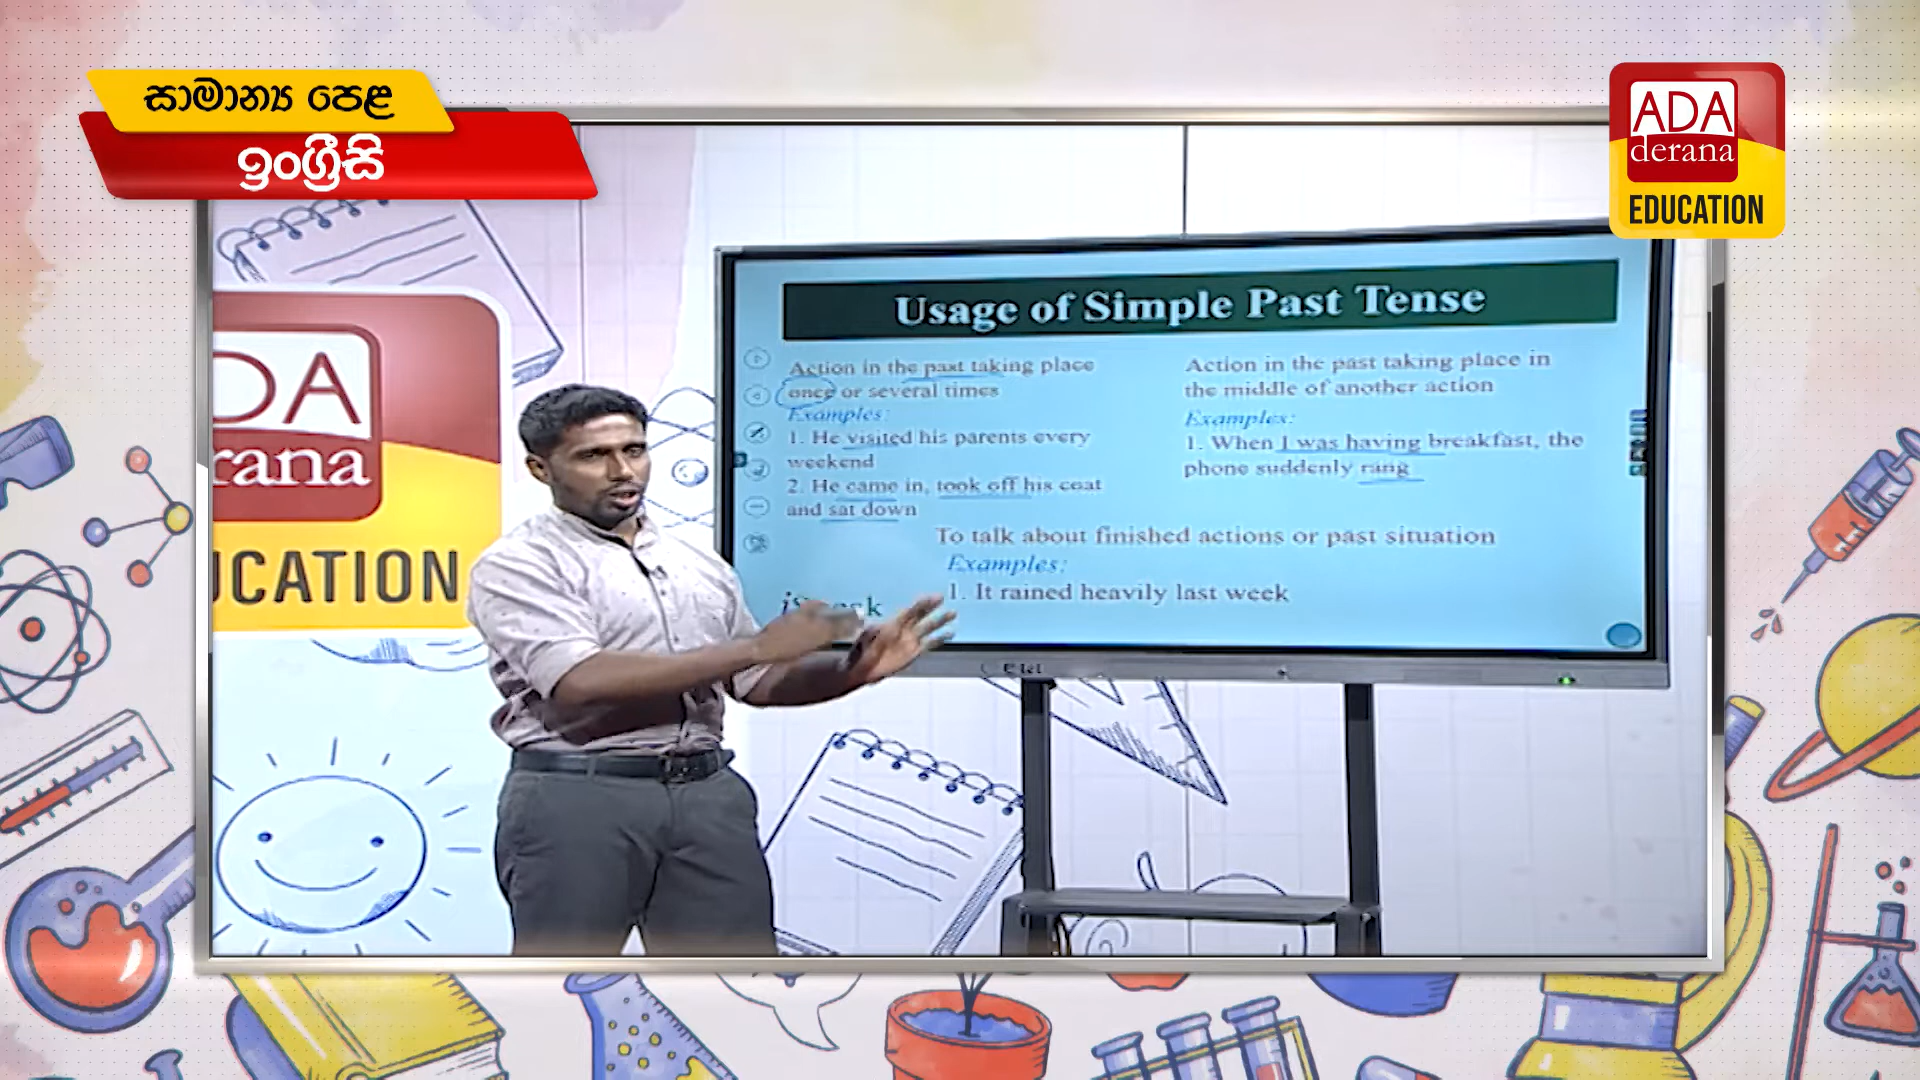 සාමාන්‍ය පෙළ
ඉංග්‍රීසි
ADA
derana
EDUCATION
DA
rana
UCATION
Usage of Simple Past Tense
Action in the past taking place
once or several times
Examples:
1. He visited his parents every
weekend
2. He came in, took off his coat
and sat down
Action in the past taking place in
the middle of another action
Examples:
1. When I was having breakfast, the
phone suddenly rang
To talk about finished actions or past situation
Examples:
1. It rained heavily last week